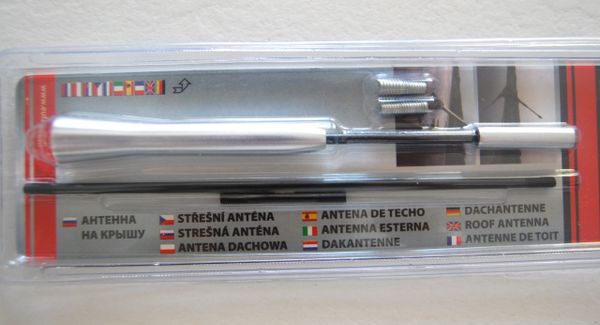 АНТЕННА
НА КРЫШУ
STŘEŠNÍ ANTÉNA
STREŠNÁ ANTÉNA
ANTENA DACHOWA
ANTENA DE TECHO
ANTENNA ESTERNA
DAKANTENNE
DACHANTENNE
ROOF ANTENNA
ANTENNE DE TOIT